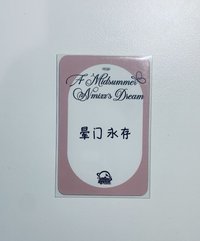 A Midsummer
NMIXX's Dream
晕门永存